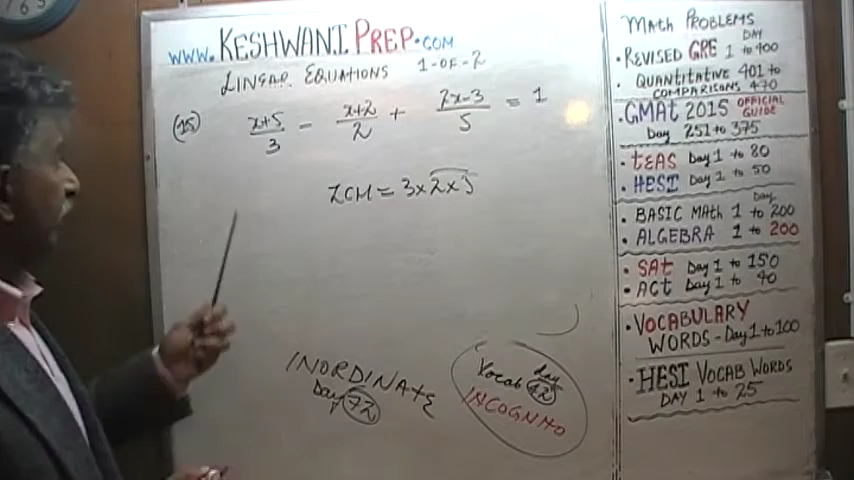 www.KESHWANI PREP.COM
LINEAR EQUATIONS 1-OF-2
(15) x+5/3 - x+2/2 + 2x-3/5 = 1
LCM = 3x2x5
INORDINATE
Day 72
Vocab day 42
INCOGNITO
MATH PROBLEMS
DAY
• REVISED GRE 1 to 400
• QUANTITATIVE 401 to
COMPARISONS 470
• GMAT 2015 OFFICIAL GUIDE
Day 251 to 375
• TEAS Day 1 to 80
• HESI Day 1 to 50
Day
• BASIC MATH 1 to 200
• ALGEBRA 1 to 200
• SAT Day 1 to 150
• ACT Day 1 to 40
• VOCABULARY
WORDS - Day 1 to 100
• HESI VOCAB WORDS
DAY 1 to 25